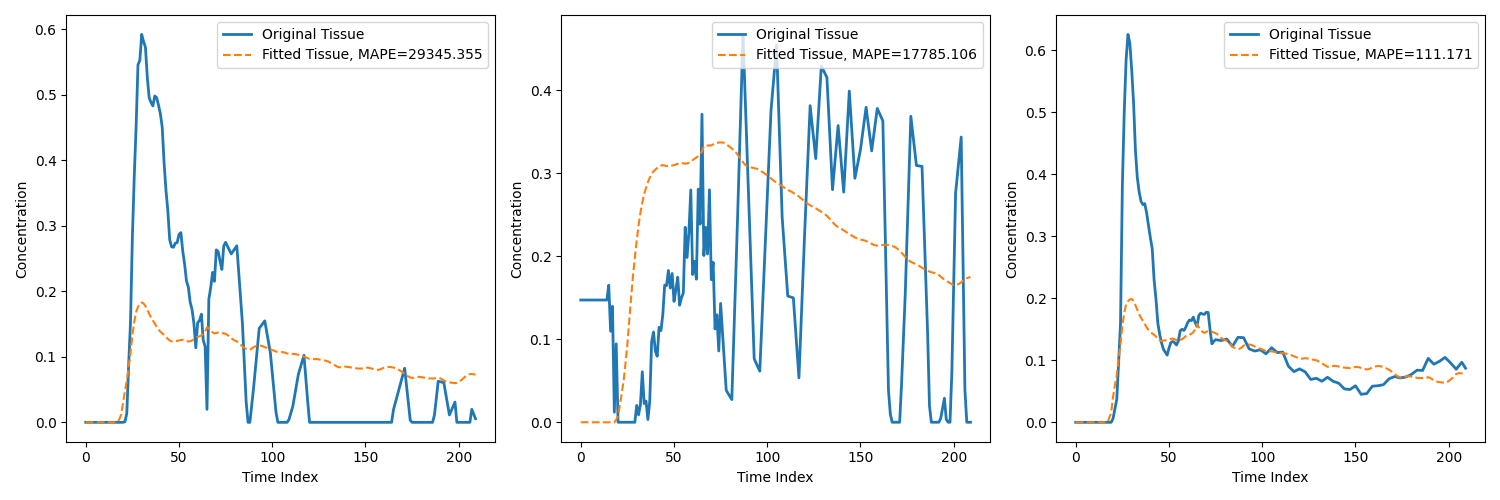 Original Tissue
Fitted Tissue, MAPE=29345.355
Concentration
0.6
0.5
0.4
0.3
0.2
0.1
0.0
0
50
100
150
200
Time Index
Original Tissue
Fitted Tissue, MAPE=17785.106
Concentration
0.4
0.3
0.2
0.1
0.0
0
50
100
150
200
Time Index
Original Tissue
Fitted Tissue, MAPE=111.171
Concentration
0.6
0.5
0.4
0.3
0.2
0.1
0.0
0
50
100
150
200
Time Index